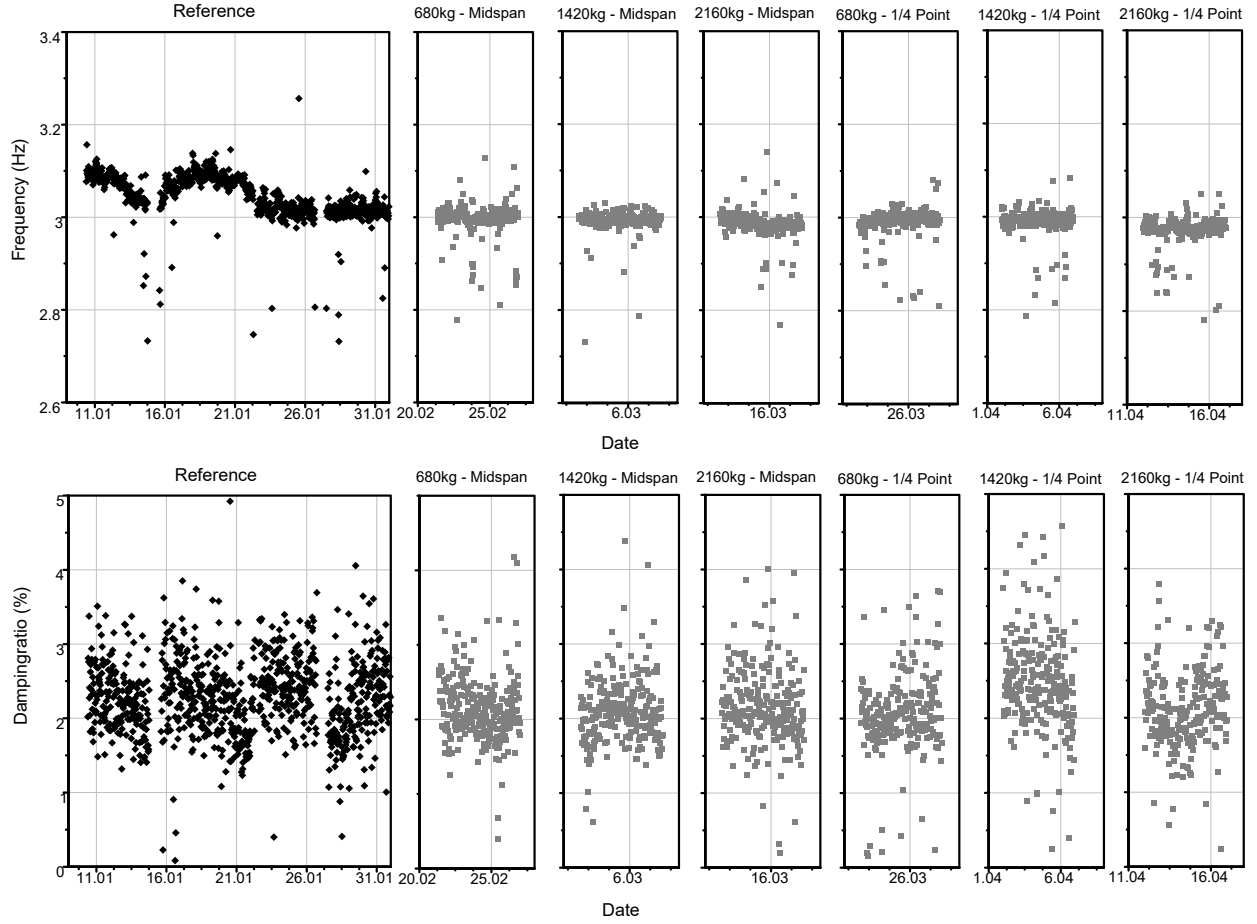 Reference 680kg - Midspan 1420kg - Midspan 2160kg - Midspan 680kg - 1/4 Point 1420kg - 1/4 Point 2160kg - 1/4 Point
3.4
3.2
3
2.8
2.6
Frequency (Hz)
11.01 16.01 21.01 26.01 31.01 20.02 25.02 6.03 16.03 26.03 1.04 6.04 11.04 16.04
Date
Reference 680kg - Midspan 1420kg - Midspan 2160kg - Midspan 680kg - 1/4 Point 1420kg - 1/4 Point 2160kg - 1/4 Point
5
4
3
2
1
0
Dampingratio (%)
11.01 16.01 21.01 26.01 31.01 20.02 25.02 6.03 16.03 26.03 1.04 6.04 11.04 16.04
Date